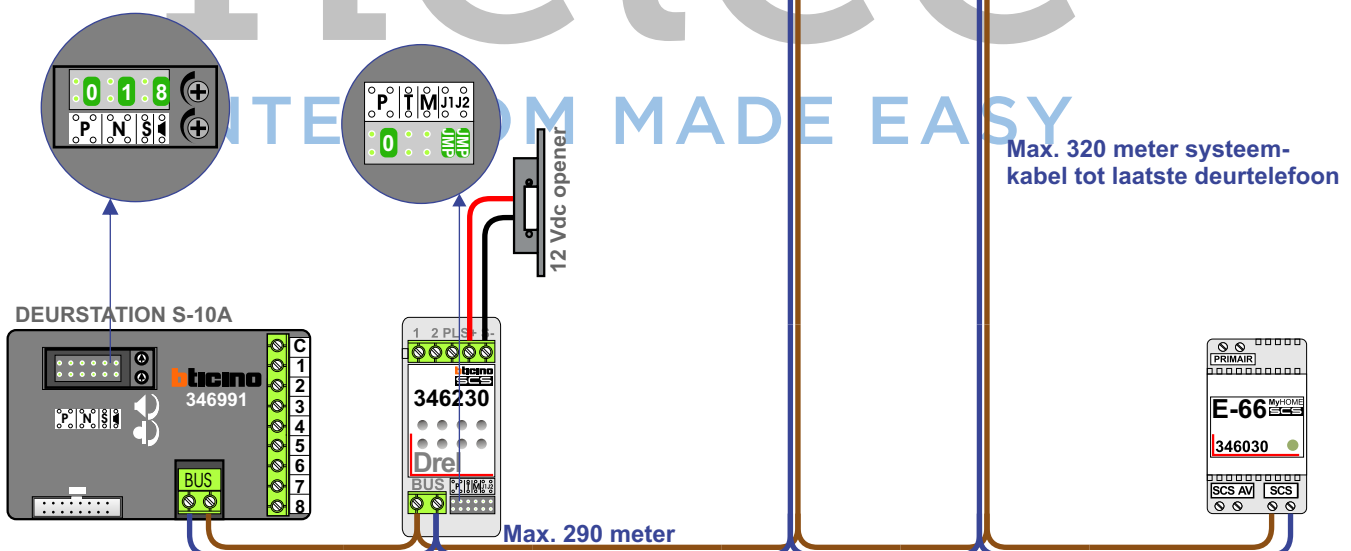 INTERCOM MADE EASY
0 1 8
P N S
P T M J1 J2
0 JMP JMP
12 Vdc opener
Max. 320 meter systeem-
kabel tot laatste deurtelefoon
DEURSTATION S-10A
bticino
346991
P N S
C
1
2
3
4
5
6
7
8
BUS
1 2 PL S+ S-
bticino
SCS
346230
Drel
BUS P T M J1 J2
Max. 290 meter
PRIMAIR
E-66 MyHOME
SCS
346030
SCS AV SCS